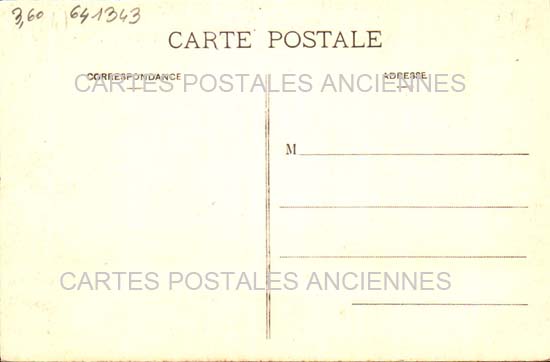 3,60 641343
CARTE POSTALE
CORRESPONDANCE ADRESSE
CARTES POSTALES ANCIENNES
M
CARTES POSTALES ANCIENNES